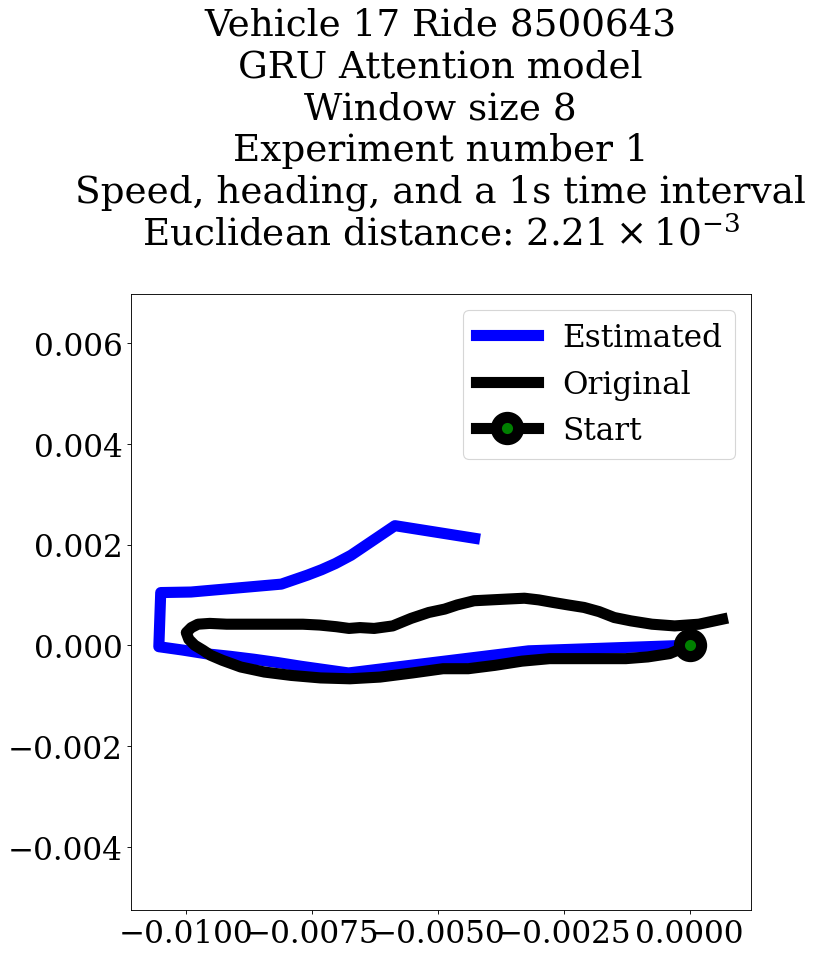 Vehicle 17 Ride 8500643
GRU Attention model
Window size 8
Experiment number 1
Speed, heading, and a 1s time interval
Euclidean distance: 2.21 × 10⁻³
Estimated
Original
Start
0.006
0.004
0.002
0.000
−0.002
−0.004
−0.0100 −0.0075 −0.0050 −0.0025 0.0000